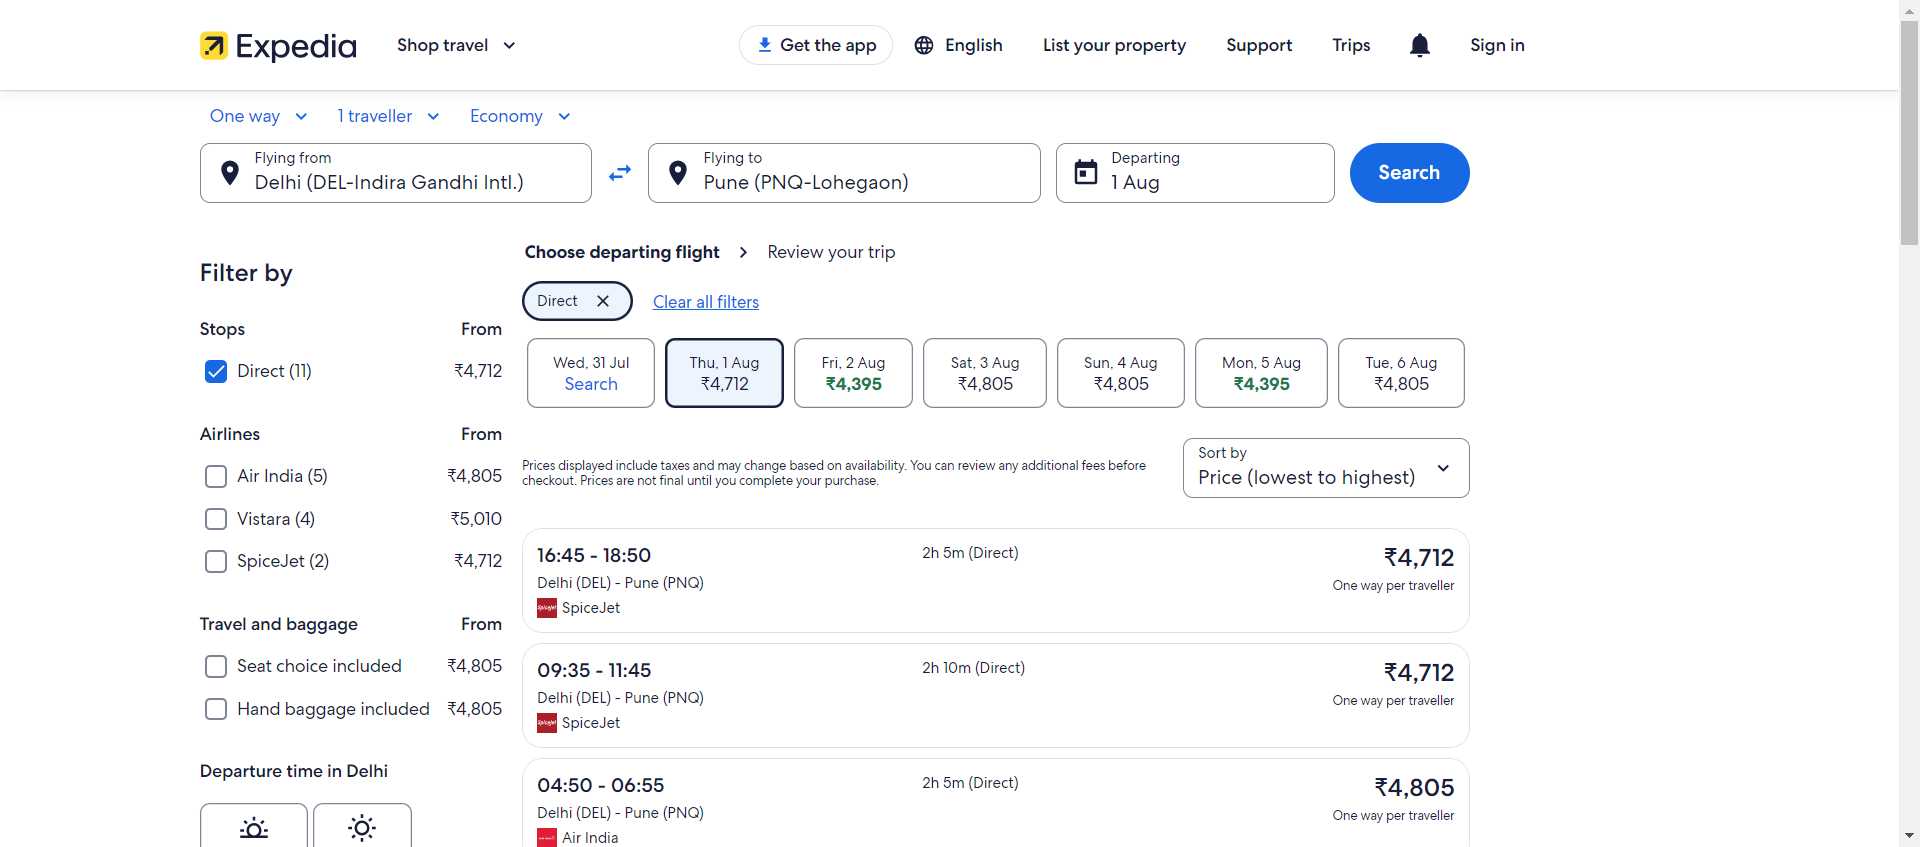 Expedia
Shop travel
Get the app
English
List your property
Support
Trips
Sign in
One way
1 traveller
Economy
Flying from
Delhi (DEL-Indira Gandhi Intl.)
Flying to
Pune (PNQ-Lohegaon)
Departing
1 Aug
Search
Filter by
Stops From
Direct (11) ₹4,712
Airlines From
Air India (5) ₹4,805
Vistara (4) ₹5,010
SpiceJet (2) ₹4,712
Travel and baggage From
Seat choice included ₹4,805
Hand baggage included ₹4,805
Departure time in Delhi
Choose departing flight
Review your trip
Direct
Clear all filters
Wed, 31 Jul
Search
Thu, 1 Aug
₹4,712
Fri, 2 Aug
₹4,395
Sat, 3 Aug
₹4,805
Sun, 4 Aug
₹4,805
Mon, 5 Aug
₹4,395
Tue, 6 Aug
₹4,805
Prices displayed include taxes and may change based on availability. You can review any additional fees before
checkout. Prices are not final until you complete your purchase.
Sort by
Price (lowest to highest)
16:45 - 18:50
2h 5m (Direct)
₹4,712
Delhi (DEL) - Pune (PNQ)
One way per traveller
SpiceJet
09:35 - 11:45
2h 10m (Direct)
₹4,712
Delhi (DEL) - Pune (PNQ)
One way per traveller
SpiceJet
04:50 - 06:55
2h 5m (Direct)
₹4,805
Delhi (DEL) - Pune (PNQ)
One way per traveller
Air India